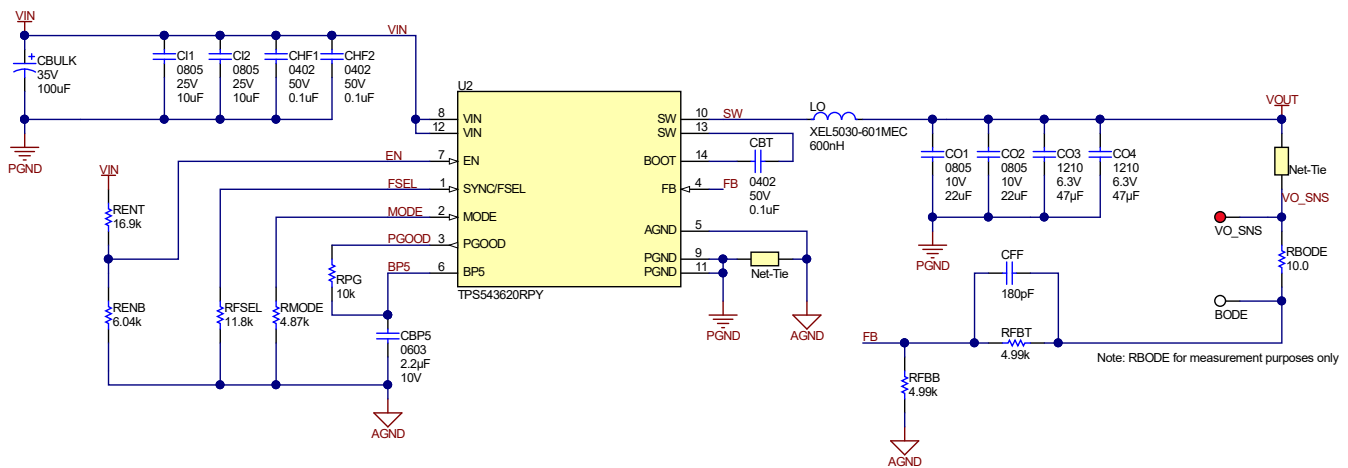 VIN
VIN
CBULK
35V
100uF
CI1
0805
25V
10uF
CI2
0805
25V
10uF
CHF1
0402
50V
0.1uF
CHF2
0402
50V
0.1uF
PGND
U2
8
VIN
12
VIN
EN
7
EN
FSEL
1
SYNC/FSEL
MODE
2
MODE
PGOOD
3
PGOOD
BP5
6
BP5
SW
10
SW
SW
13
BOOT
14
FB
4
FB
AGND
5
PGND
9
PGND
11
TPS543620RPY
VIN
RENT
16.9k
RENB
6.04k
RFSEL
11.8k
RMODE
4.87k
RPG
10k
CBP5
0603
2.2µF
10V
AGND
CBT
0402
50V
0.1uF
Net-Tie
PGND
AGND
LO
XEL5030-601MEC
600nH
CO1
0805
10V
22uF
CO2
0805
10V
22uF
CO3
1210
6.3V
47µF
CO4
1210
6.3V
47µF
PGND
VOUT
Net-Tie
VO_SNS
VO_SNS
RBODE
10.0
BODE
CFF
180pF
FB
RFBT
4.99k
Note: RBODE for measurement purposes only
RFBB
4.99k
AGND